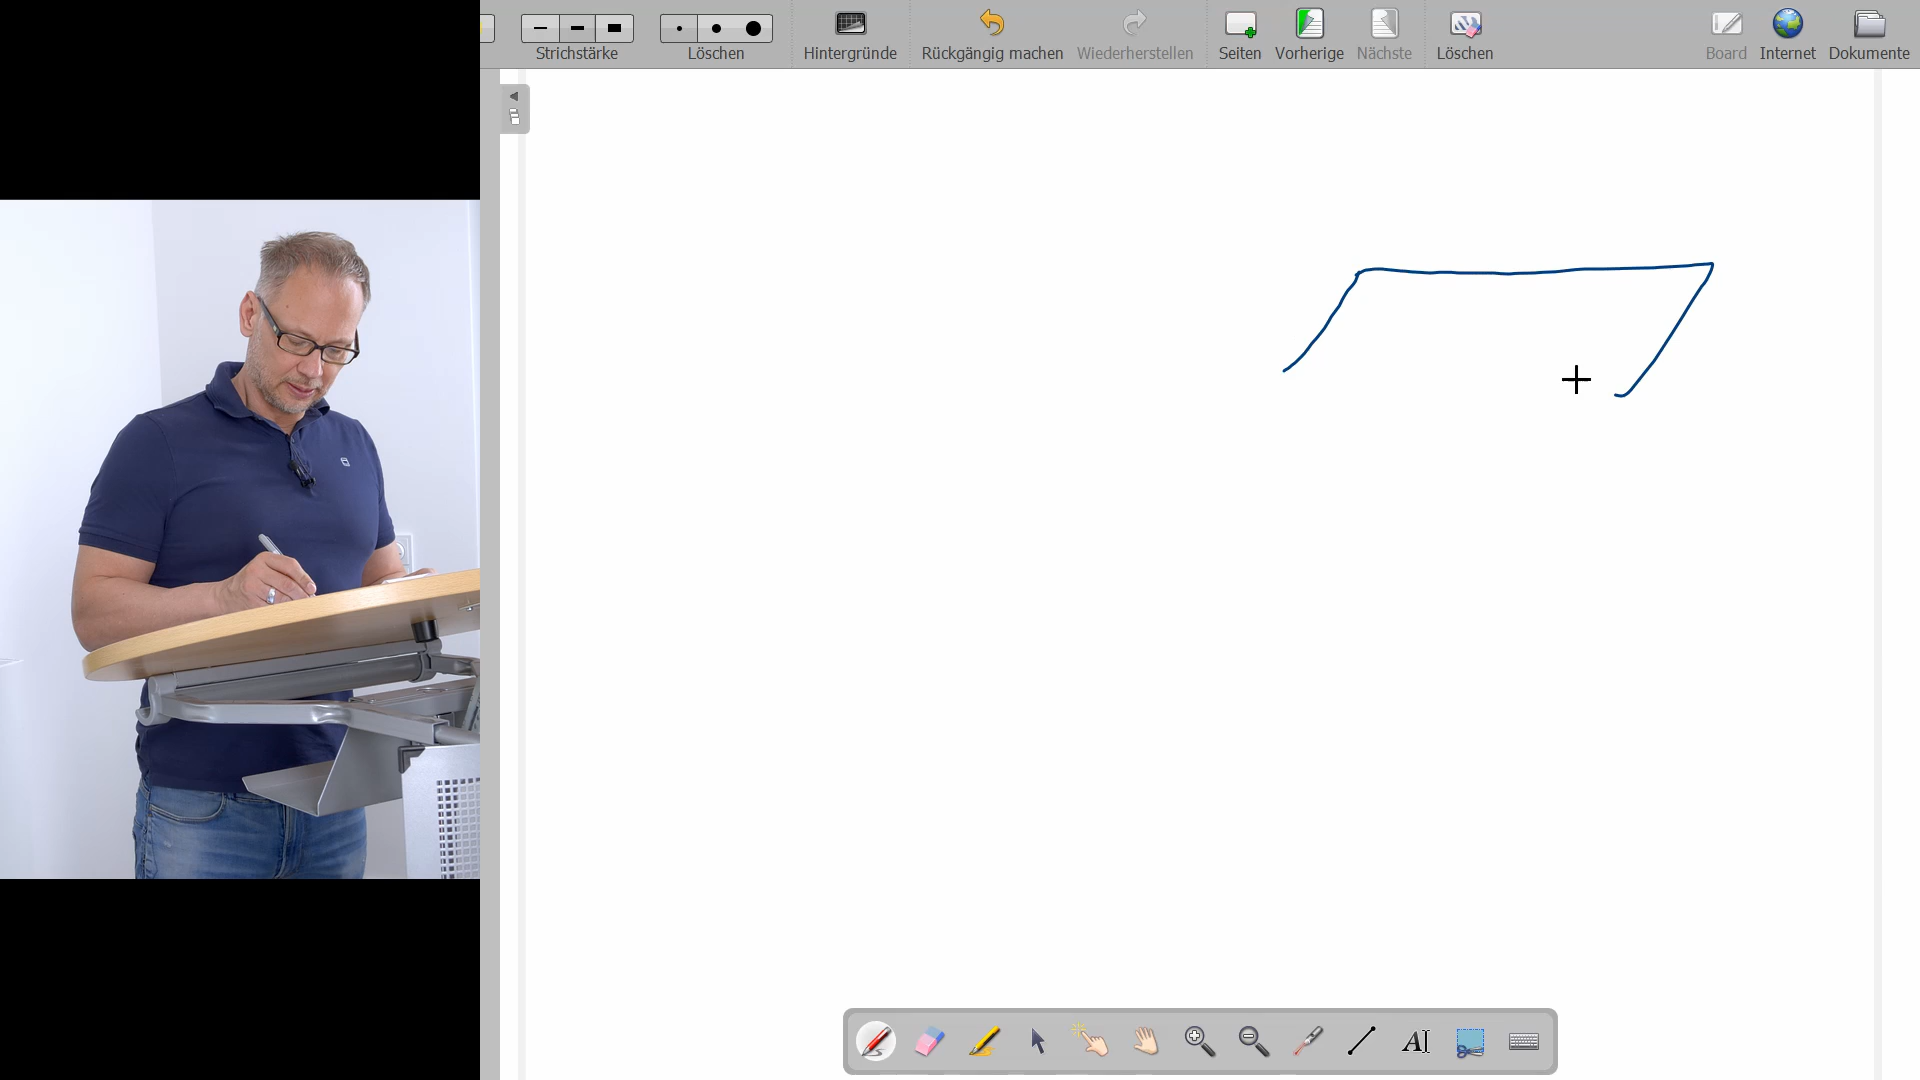 Strichstärke
Löschen
Hintergründe
Rückgängig machen
Wiederherstellen
Seiten
Vorherige
Nächste
Löschen
Board
Internet
Dokumente
A